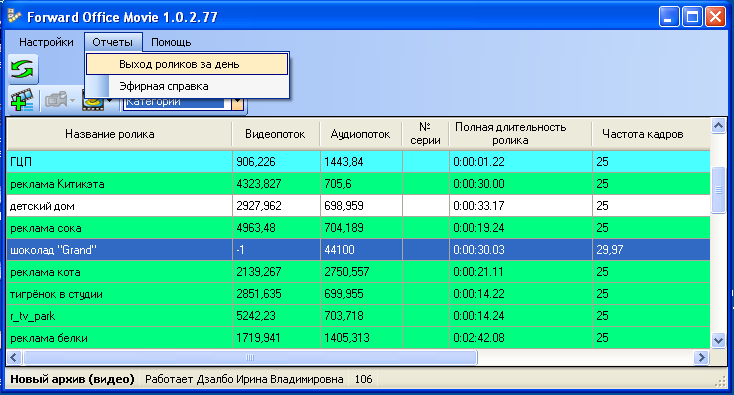 Forward Office Movie 1.0.2.77
Настройки Отчеты Помощь
Выход роликов за день
Эфирная справка
Категории
Название ролика Видеопоток Аудиопоток № серии Полная длительность ролика Частота кадров
ГЦП 906,226 1443,84 0:00:01.22 25
реклама Китикэта 4323,827 705,6 0:00:30.00 25
детский дом 2927,962 698,959 0:00:33.17 25
реклама сока 4963,48 704,189 0:00:19.24 25
шоколад "Grand" -1 44100 0:00:30.03 29,97
реклама кота 2139,267 2750,557 0:00:21.11 25
тигрёнок в студии 2851,635 699,955 0:00:14.22 25
r_tv_park 5242,23 703,718 0:00:14.24 25
реклама белки 1719,941 1405,313 0:02:42.08 25
Новый архив (видео) Работает Дзалбо Ирина Владимировна 106